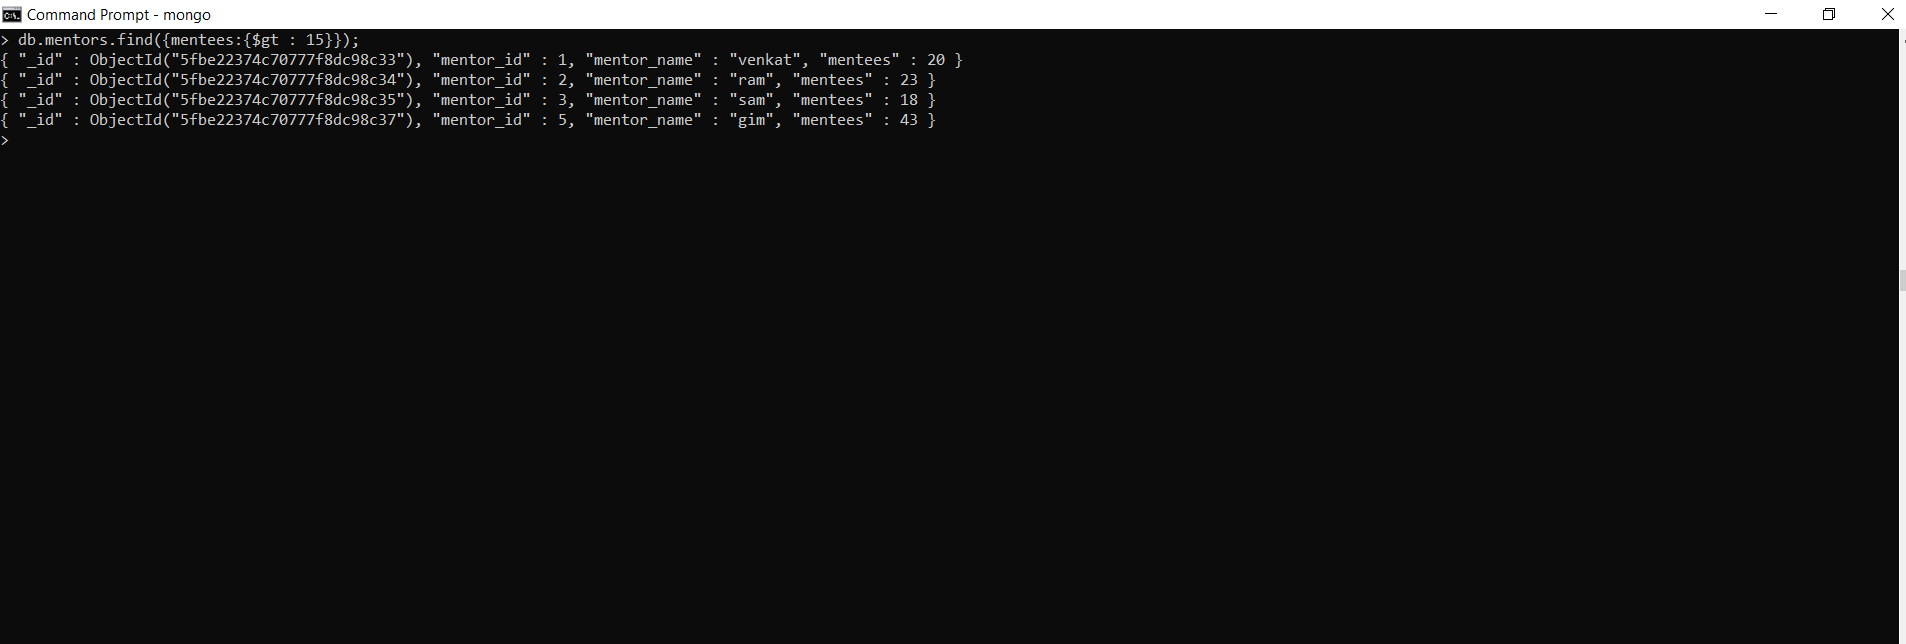 Command Prompt - mongo
> db.mentors.find({mentees:{$gt : 15}});
{ "_id" : ObjectId("5fbe22374c70777f8dc98c33"), "mentor_id" : 1, "mentor_name" : "venkat", "mentees" : 20 }
{ "_id" : ObjectId("5fbe22374c70777f8dc98c34"), "mentor_id" : 2, "mentor_name" : "ram", "mentees" : 23 }
{ "_id" : ObjectId("5fbe22374c70777f8dc98c35"), "mentor_id" : 3, "mentor_name" : "sam", "mentees" : 18 }
{ "_id" : ObjectId("5fbe22374c70777f8dc98c37"), "mentor_id" : 5, "mentor_name" : "gim", "mentees" : 43 }
>